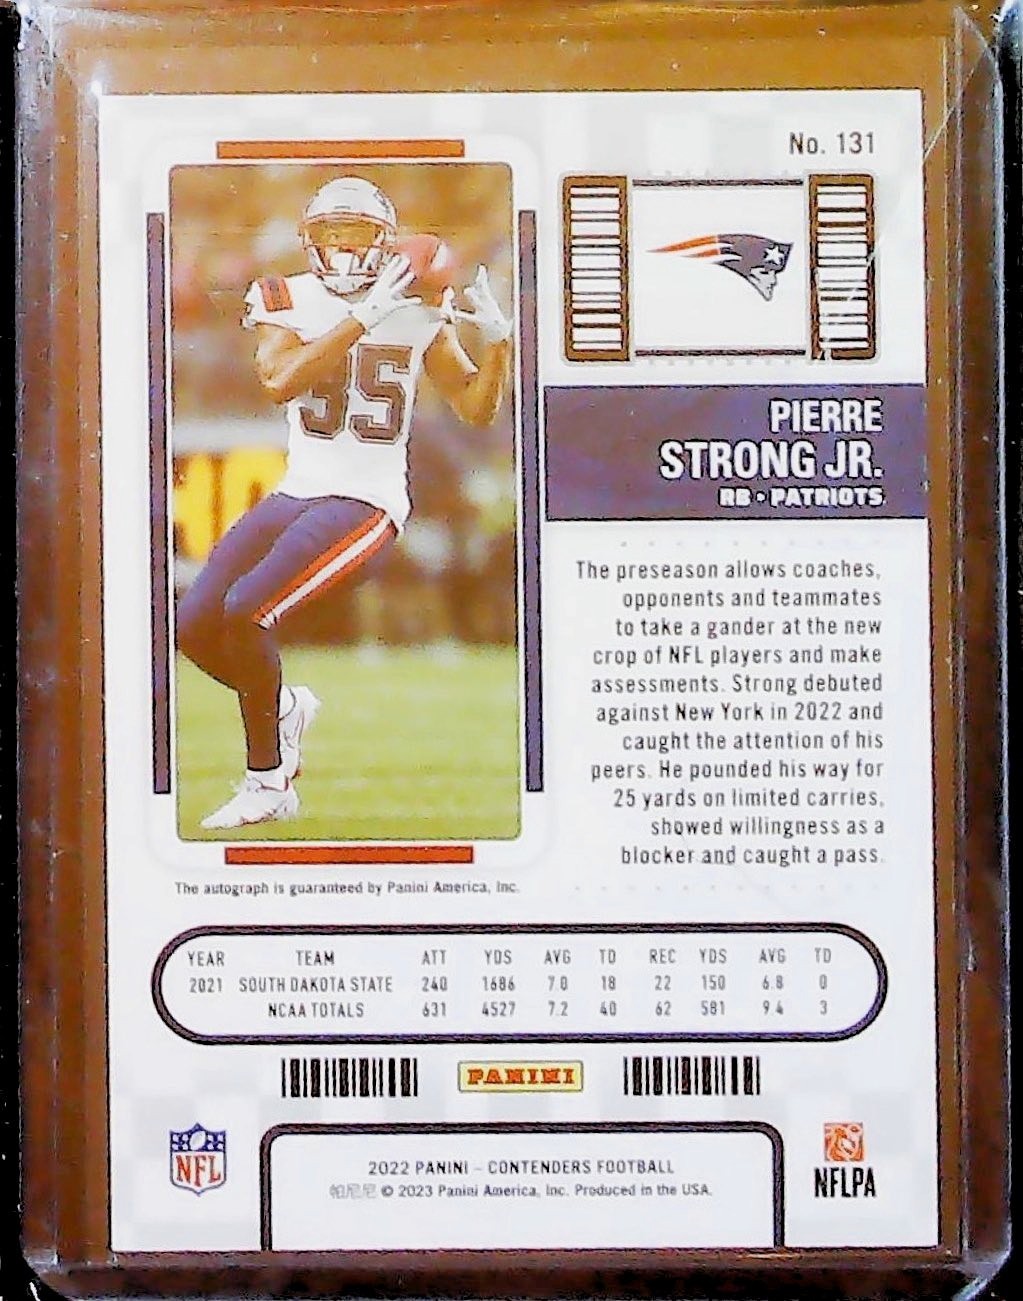 No. 131
35
PIERRE
STRONG JR.
RB • PATRIOTS
The preseason allows coaches,
opponents and teammates
to take a gander at the new
crop of NFL players and make
assessments. Strong debuted
against New York in 2022 and
caught the attention of his
peers. He pounded his way for
25 yards on limited carries,
showed willingness as a
blocker and caught a pass.
The autograph is guaranteed by Panini America, Inc.
YEAR TEAM ATT YDS AVG TD REC YDS AVG TD
2021 SOUTH DAKOTA STATE 240 1686 7.0 18 22 150 6.8 0
NCAA TOTALS 631 4527 7.2 40 62 581 9.4 3
PANINI
NFL
NFLPA
2022 PANINI – CONTENDERS FOOTBALL
帕尼尼 © 2023 Panini America, Inc. Produced in the USA.